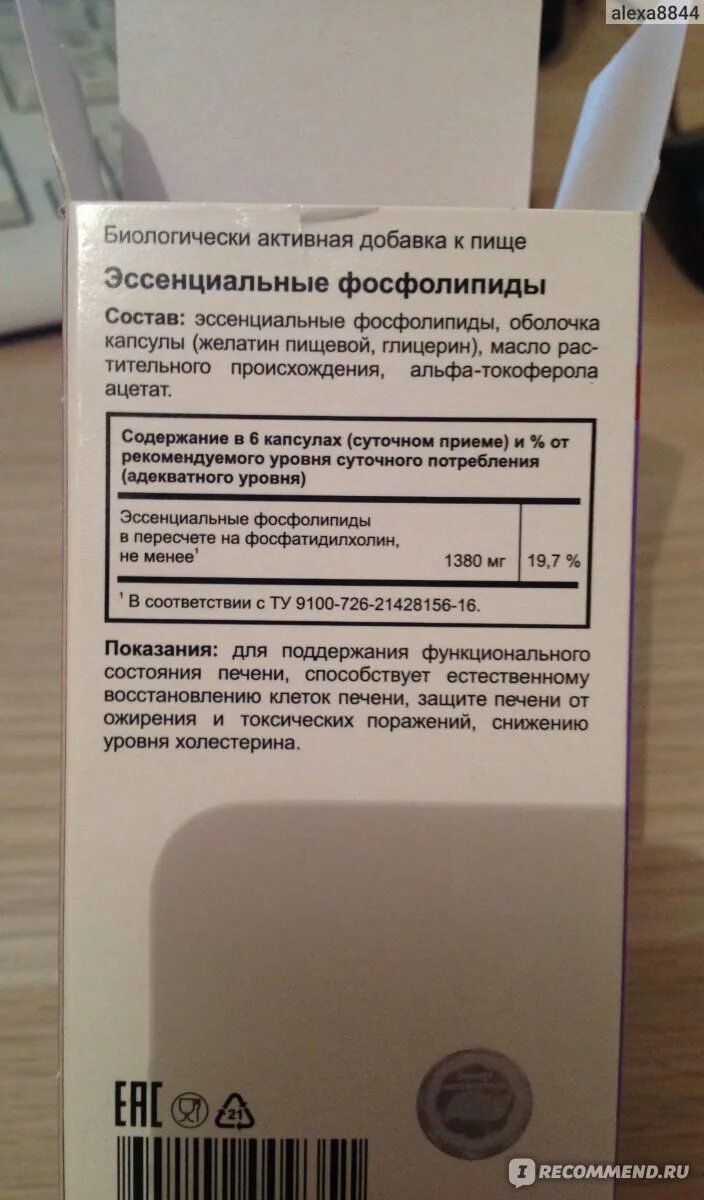 alexa8844
Биологически активная добавка к пище
Эссенциальные фосфолипиды
Состав: эссенциальные фосфолипиды, оболочка
капсулы (желатин пищевой, глицерин), масло рас-
тительного происхождения, альфа-токоферола
ацетат.
Содержание в 6 капсулах (суточном приеме) и % от
рекомендуемого уровня суточного потребления
(адекватного уровня)
Эссенциальные фосфолипиды
в пересчете на фосфатидилхолин,
не менее¹ 1380 мг 19,7 %
¹ В соответствии с ТУ 9100-726-21428156-16.
Показания: для поддержания функционального
состояния печени, способствует естественному
восстановлению клеток печени, защите печени от
ожирения и токсических поражений, снижению
уровня холестерина.
EAC 21
IRECOMMEND.RU